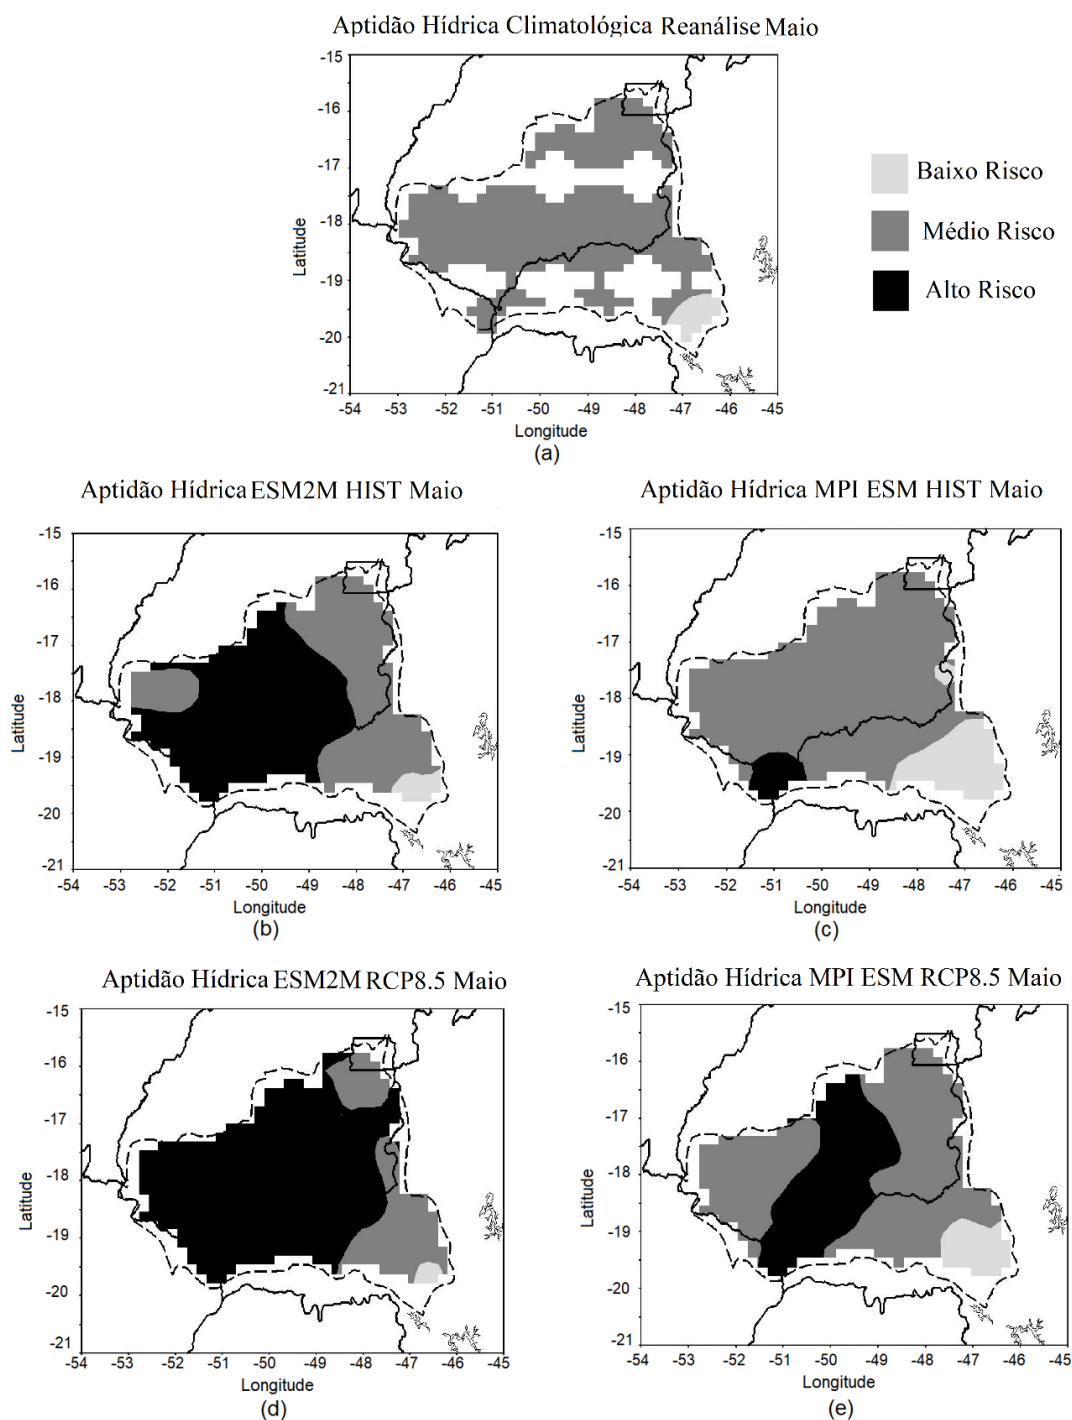 Aptidão Hídrica Climatológica Reanálise Maio
-15
-16
-17
-18
-19
-20
-21
Latitude
-54 -53 -52 -51 -50 -49 -48 -47 -46 -45
Longitude
(a)
Baixo Risco
Médio Risco
Alto Risco
Aptidão Hídrica ESM2M HIST Maio
-15
-16
-17
-18
-19
-20
-21
Latitude
-54 -53 -52 -51 -50 -49 -48 -47 -46 -45
Longitude
(b)
Aptidão Hídrica MPI ESM HIST Maio
-15
-16
-17
-18
-19
-20
-21
Latitude
-54 -53 -52 -51 -50 -49 -48 -47 -46 -45
Longitude
(c)
Aptidão Hídrica ESM2M RCP8.5 Maio
-15
-16
-17
-18
-19
-20
-21
Latitude
-54 -53 -52 -51 -50 -49 -48 -47 -46 -45
Longitude
(d)
Aptidão Hídrica MPI ESM RCP8.5 Maio
-15
-16
-17
-18
-19
-20
-21
Latitude
-54 -53 -52 -51 -50 -49 -48 -47 -46 -45
Longitude
(e)